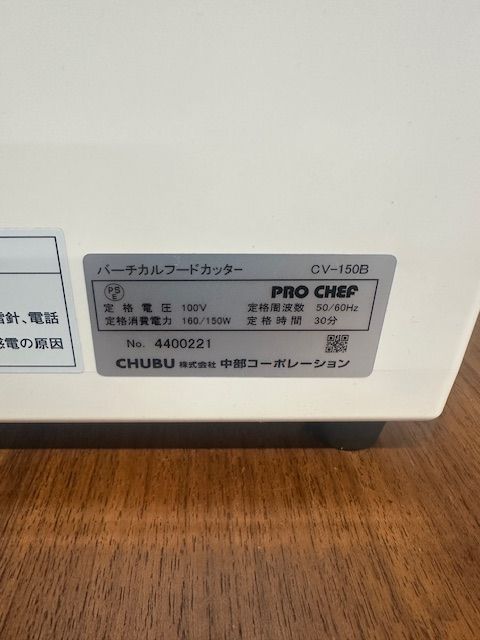 信針、電話
感電の原因
バーチカルフードカッター CV-150B
PS
E
PRO CHEF
定格電圧 100V 定格周波数 50/60Hz
定格消費電力 160/150W 定格時間 30分
No. 4400221
CHUBU 株式会社 中部コーポレーション